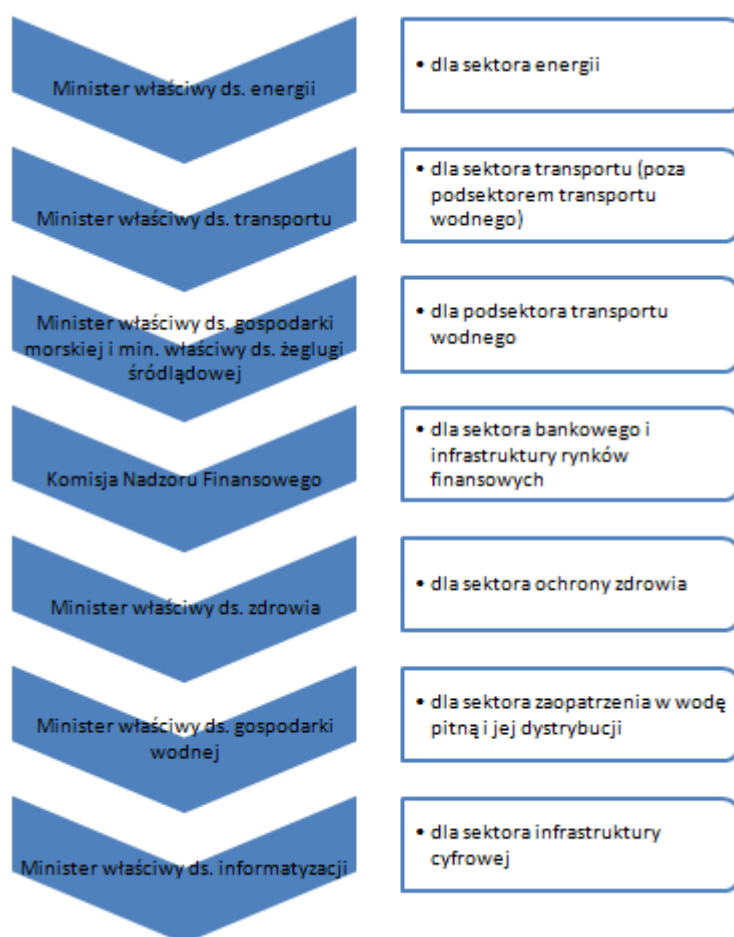 Minister właściwy ds. energii
• dla sektora energii
Minister właściwy ds. transportu
• dla sektora transportu (poza
podsektorem transportu
wodnego)
Minister właściwy ds. gospodarki
morskiej i min. właściwy ds. żeglugi
śródlądowej
• dla podsektora transportu
wodnego
Komisja Nadzoru Finansowego
• dla sektora bankowego i
infrastruktury rynków
finansowych
Minister właściwy ds. zdrowia
• dla sektora ochrony zdrowia
Minister właściwy ds. gospodarki
wodnej
• dla sektora zaopatrzenia w wodę
pitną i jej dystrybucji
Minister właściwy ds. informatyzacji
• dla sektora infrastruktury
cyfrowej